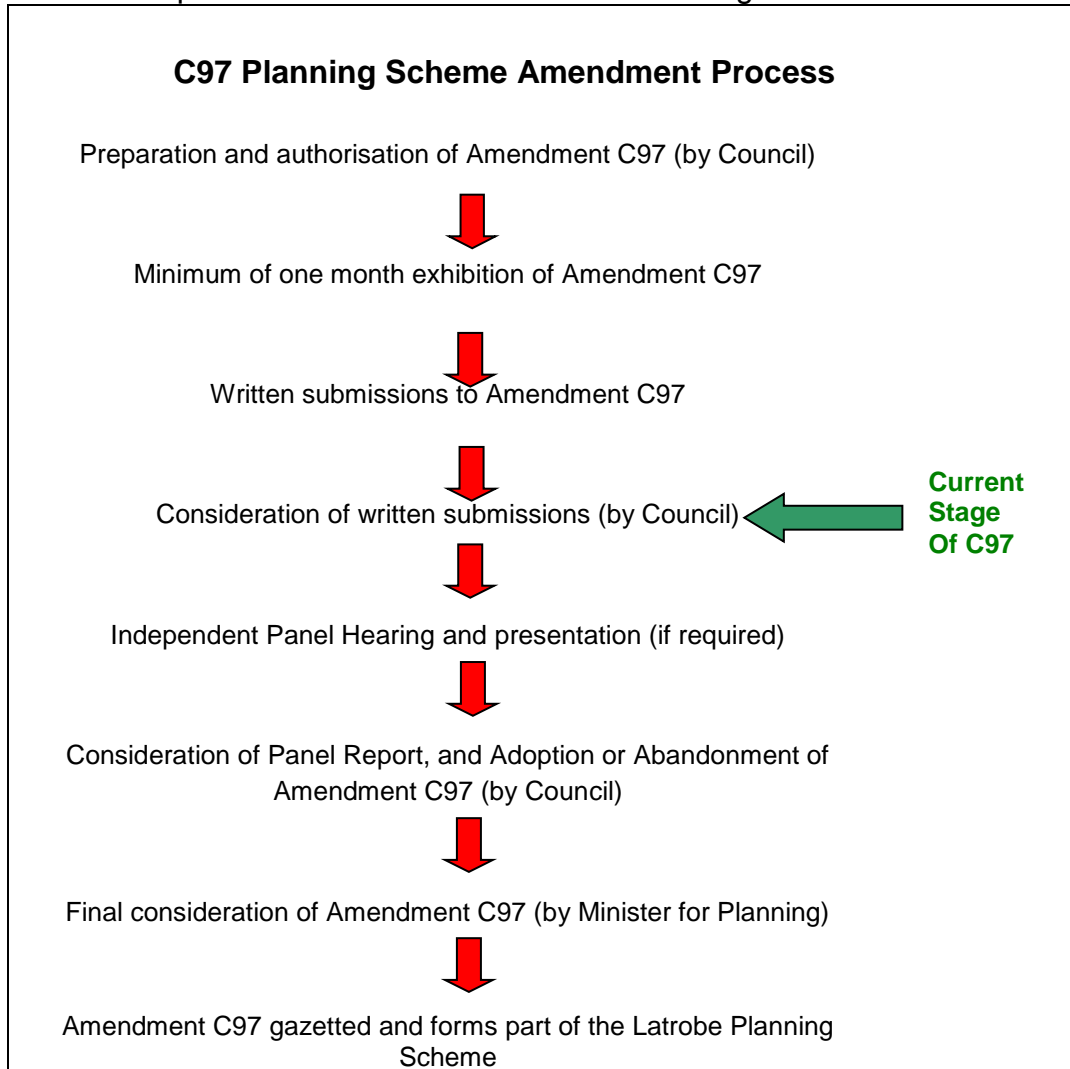 C97 Planning Scheme Amendment Process
Preparation and authorisation of Amendment C97 (by Council)
Minimum of one month exhibition of Amendment C97
Written submissions to Amendment C97
Consideration of written submissions (by Council)
Current
Stage
Of C97
Independent Panel Hearing and presentation (if required)
Consideration of Panel Report, and Adoption or Abandonment of
Amendment C97 (by Council)
Final consideration of Amendment C97 (by Minister for Planning)
Amendment C97 gazetted and forms part of the Latrobe Planning
Scheme